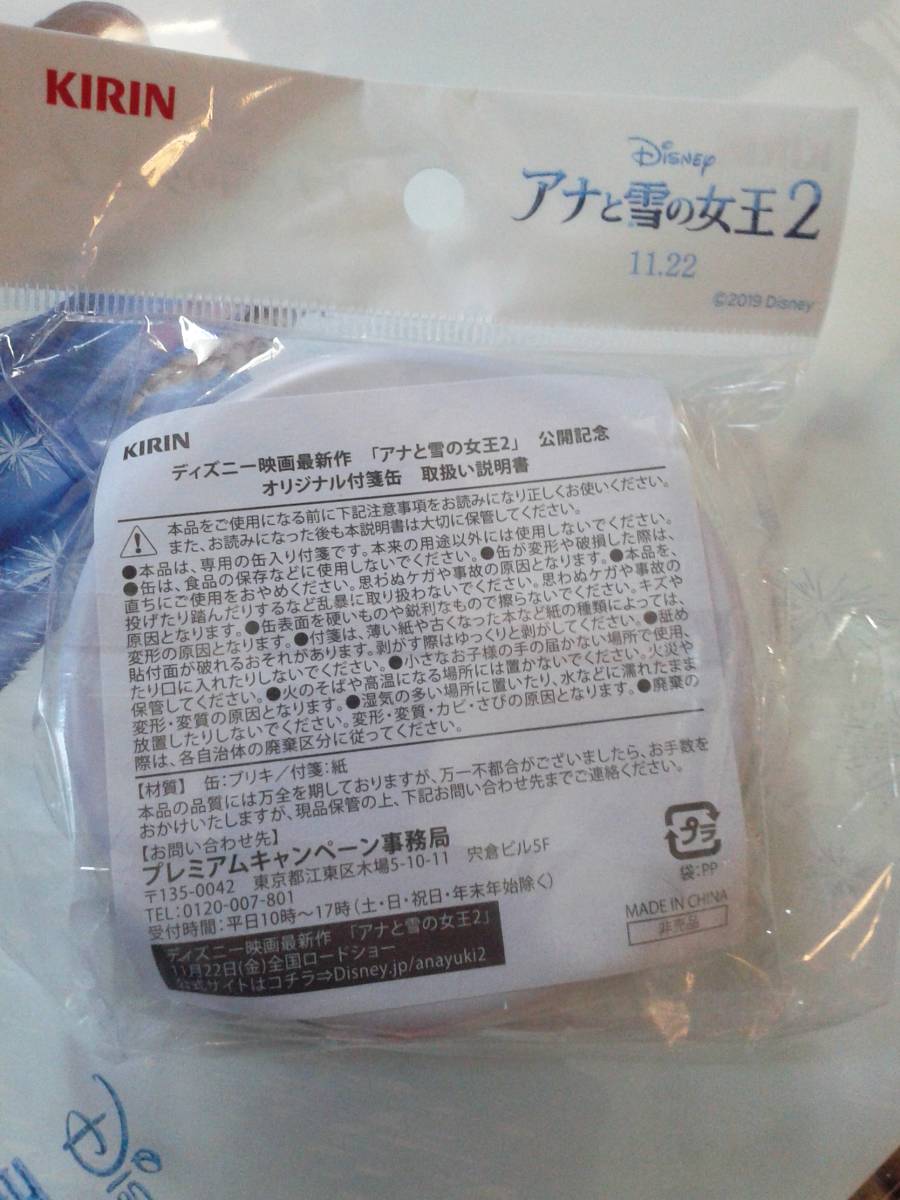 KIRIN
Disney
アナと雪の女王2
11.22
©2019 Disney
KIRIN
ディズニー映画最新作 「アナと雪の女王2」 公開記念
オリジナル付箋缶 取扱い説明書
本品をご使用になる前に下記注意事項をお読みになり正しくお使いください。
また、お読みになった後も本説明書は大切に保管してください。
●本品は、専用の缶入り付箋です。本来の用途以外には使用しないでください。
●缶は、食品の保存などに使用しないでください。●缶が変形や破損した際は、
直ちにご使用をおやめください。思わぬケガや事故の原因となります。●本品を、
投げたり踏んだりするなど乱暴に取り扱わないでください。思わぬケガや事故の
原因となります。●缶表面を硬いものや鋭利なもので擦らないでください。キズや
変形の原因となります。●付箋は、薄い紙や古くなった本など紙の種類によっては、
貼付面が破れるおそれがあります。剥がす際はゆっくりと剥がしてください。●舐め
たり口に入れたりしないでください。●小さなお子様の手の届かない場所で使用、
保管してください。●火のそばや高温になる場所には置かないでください。火災や
変形・変質の原因となります。●湿気の多い場所に置いたり、水などに濡れたまま
放置したりしないでください。変形・変質・カビ・さびの原因となります。●廃棄の
際は、各自治体の廃棄区分に従ってください。
【材質】 缶:ブリキ/付箋:紙
本品の品質には万全を期しておりますが、万一不都合がございましたら、お手数を
おかけいたしますが、現品保管の上、下記お問い合わせ先までご連絡ください。
【お問い合わせ先】
プレミアムキャンペーン事務局
〒135-0042 東京都江東区木場5-10-11 宍倉ビル5F
TEL:0120-007-801
受付時間:平日10時～17時(土・日・祝日・年末年始除く)
プラ
袋:PP
MADE IN CHINA
非売品
ディズニー映画最新作 「アナと雪の女王2」
11月22日(金)全国ロードショー
公式サイトはコチラ⇒Disney.jp/anayuki2